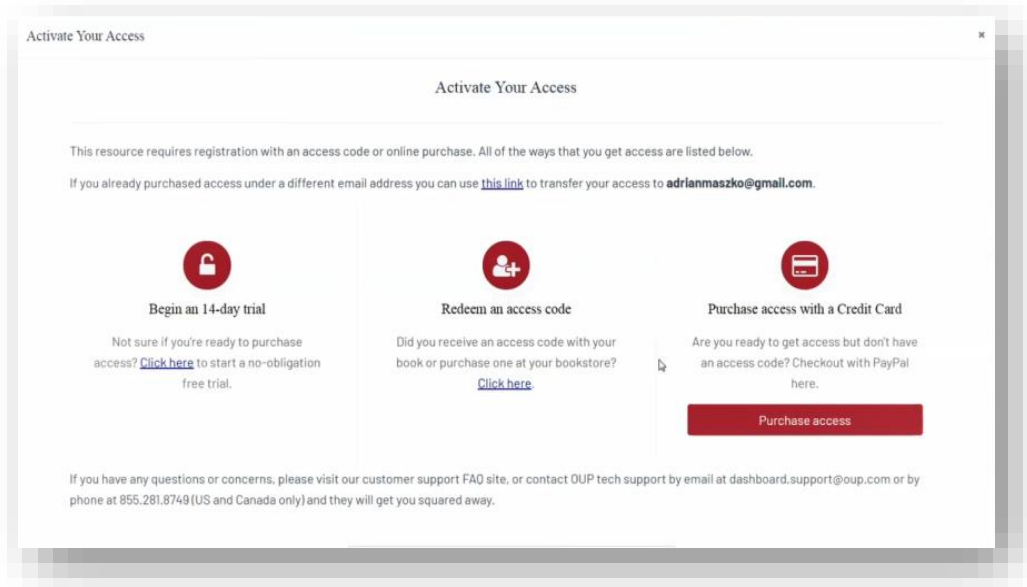 Activate Your Access
×
Activate Your Access
This resource requires registration with an access code or online purchase. All of the ways that you get access are listed below.
If you already purchased access under a different email address you can use this link to transfer your access to adrianmaszko@gmail.com.
Begin an 14-day trial
Not sure if you're ready to purchase
access? Click here to start a no-obligation
free trial.
Redeem an access code
Did you receive an access code with your
book or purchase one at your bookstore?
Click here.
Purchase access with a Credit Card
Are you ready to get access but don't have
an access code? Checkout with PayPal
here.
Purchase access
If you have any questions or concerns, please visit our customer support FAQ site, or contact OUP tech support by email at dashboard.support@oup.com or by
phone at 855.281.8749 (US and Canada only) and they will get you squared away.